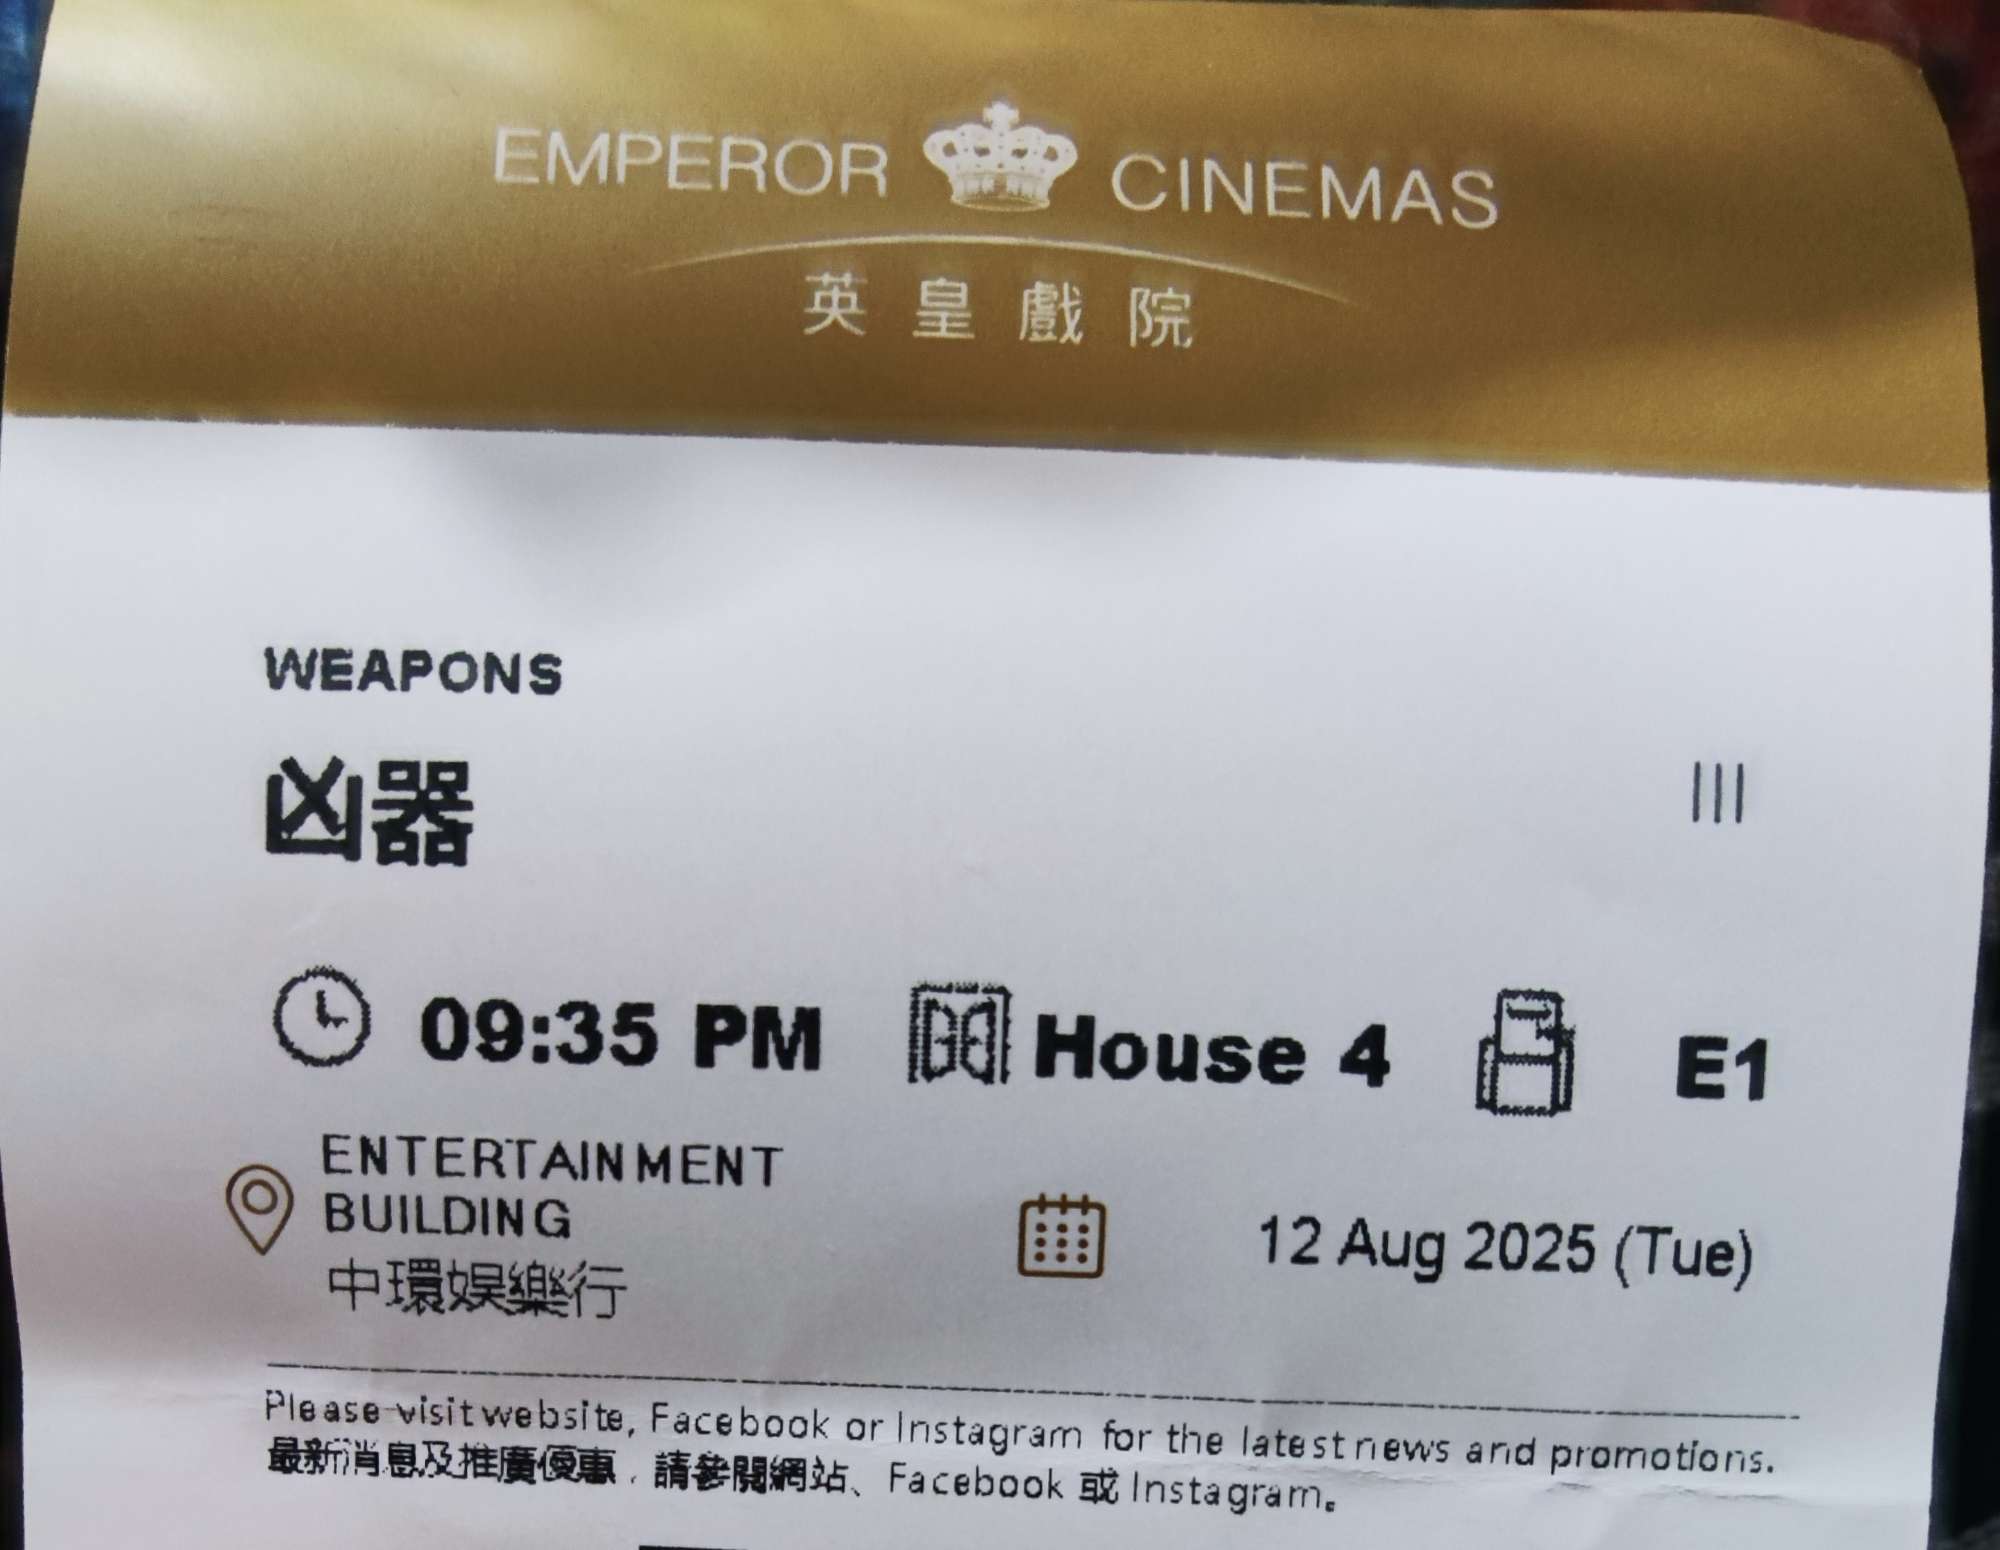 EMPEROR CINEMAS
英皇戲院
WEAPONS
凶器
III
09:35 PM House 4 E1
ENTERTAINMENT
BUILDING
中環娛樂行
12 Aug 2025 (Tue)
Please visit website, Facebook or Instagram for the latest news and promotions.
最新消息及推廣優惠，請參閱網站、Facebook 或 Instagram。